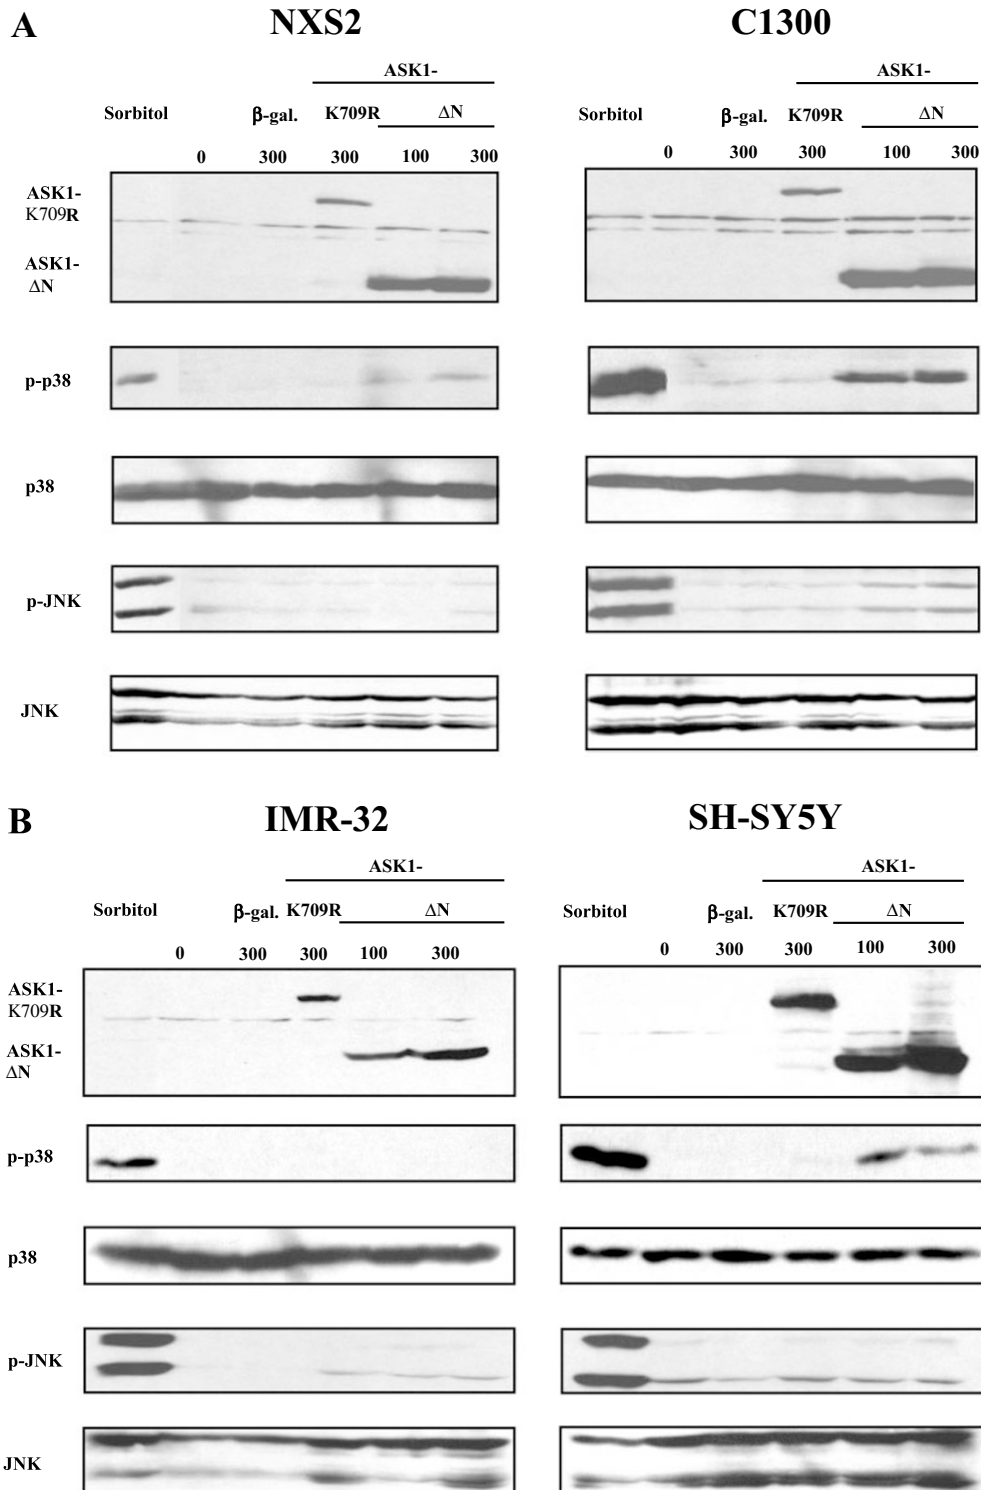 A
NXS2
C1300
ASK1-
ASK1-
Sorbitol
β-gal.
K709R
ΔN
Sorbitol
β-gal.
K709R
ΔN
0 300 300 100 300
0 300 300 100 300
ASK1-
K709R
ASK1-
ΔN
p-p38
p38
p-JNK
JNK
B
IMR-32
SH-SY5Y
ASK1-
ASK1-
Sorbitol
β-gal.
K709R
ΔN
Sorbitol
β-gal.
K709R
ΔN
0 300 300 100 300
0 300 300 100 300
ASK1-
K709R
ASK1-
ΔN
p-p38
p38
p-JNK
JNK